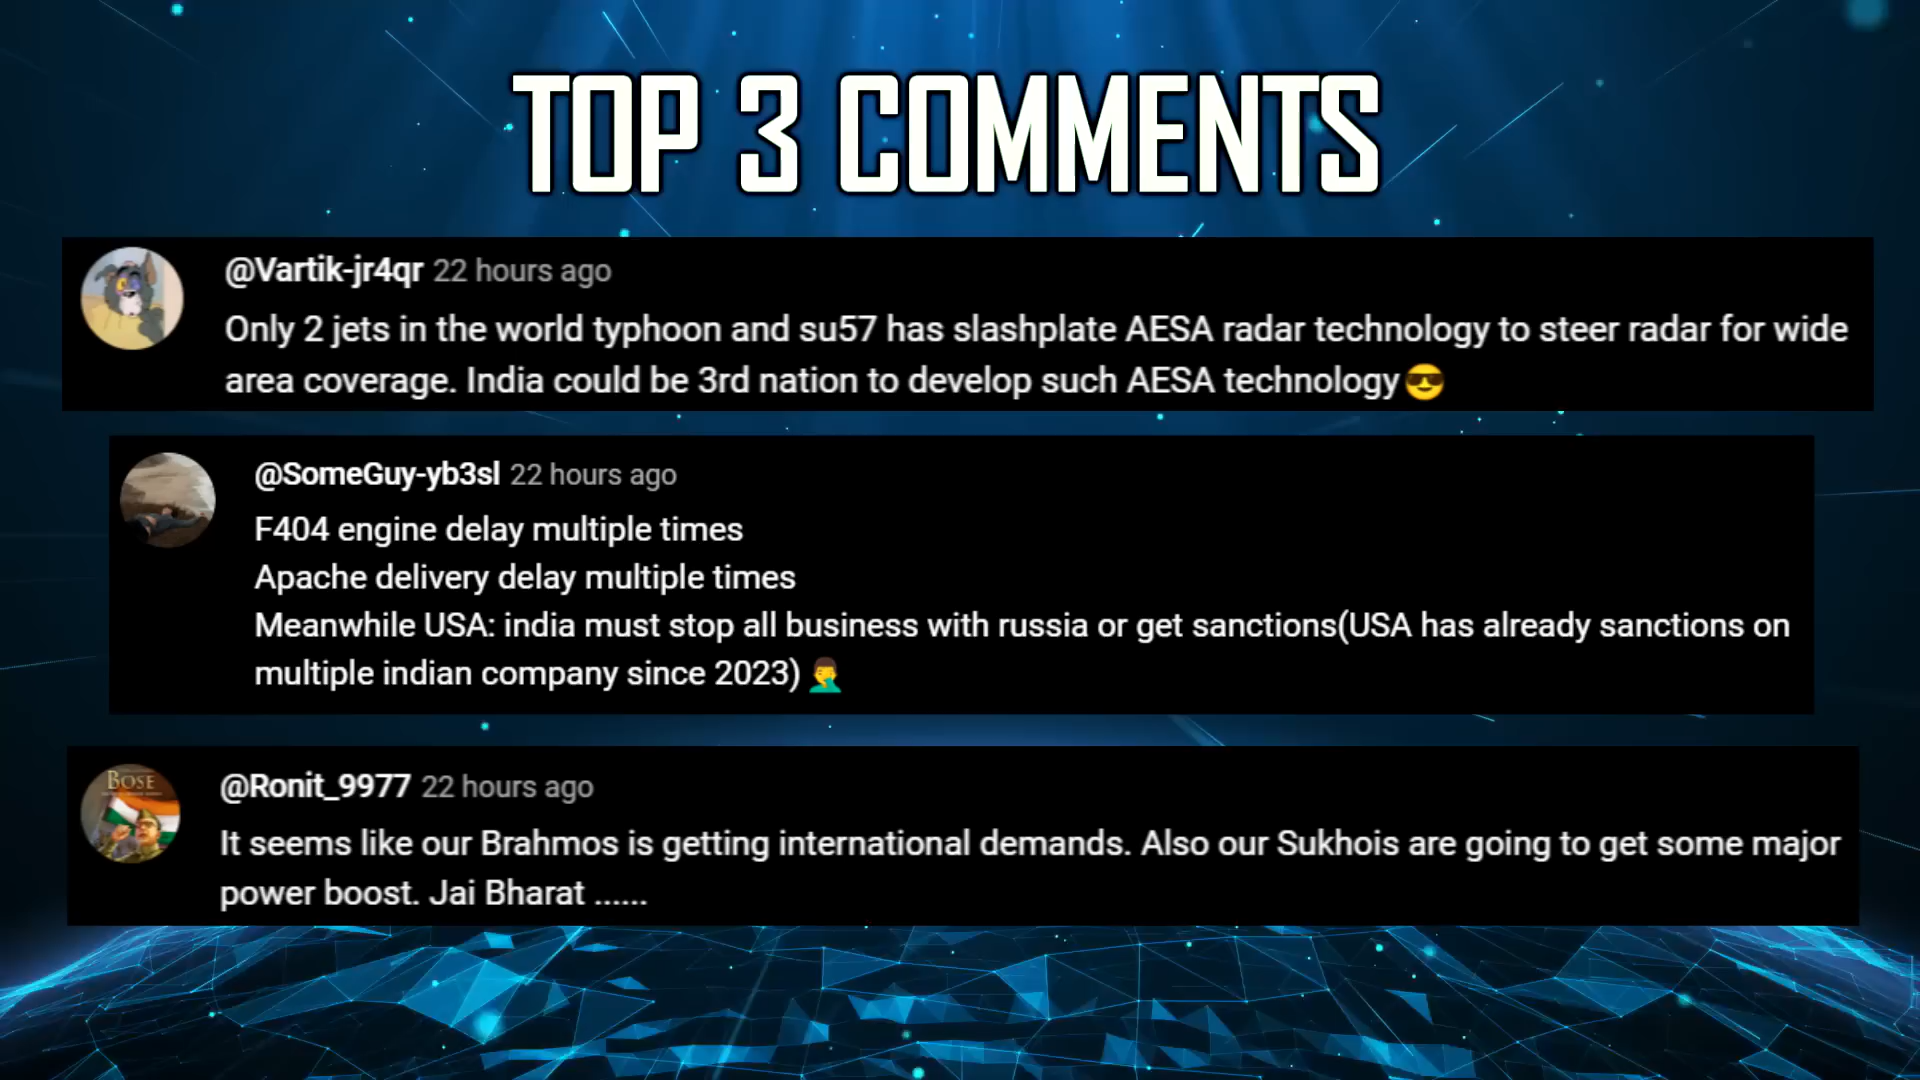 TOP 3 COMMENTS
@Vartik-jr4qr 22 hours ago
Only 2 jets in the world typhoon and su57 has slashplate AESA radar technology to steer radar for wide
area coverage. India could be 3rd nation to develop such AESA technology😎
@SomeGuy-yb3sl 22 hours ago
F404 engine delay multiple times
Apache delivery delay multiple times
Meanwhile USA: india must stop all business with russia or get sanctions(USA has already sanctions on
multiple indian company since 2023) 🤦‍♂️
BOSE
@Ronit_9977 22 hours ago
It seems like our Brahmos is getting international demands. Also our Sukhois are going to get some major
power boost. Jai Bharat ......